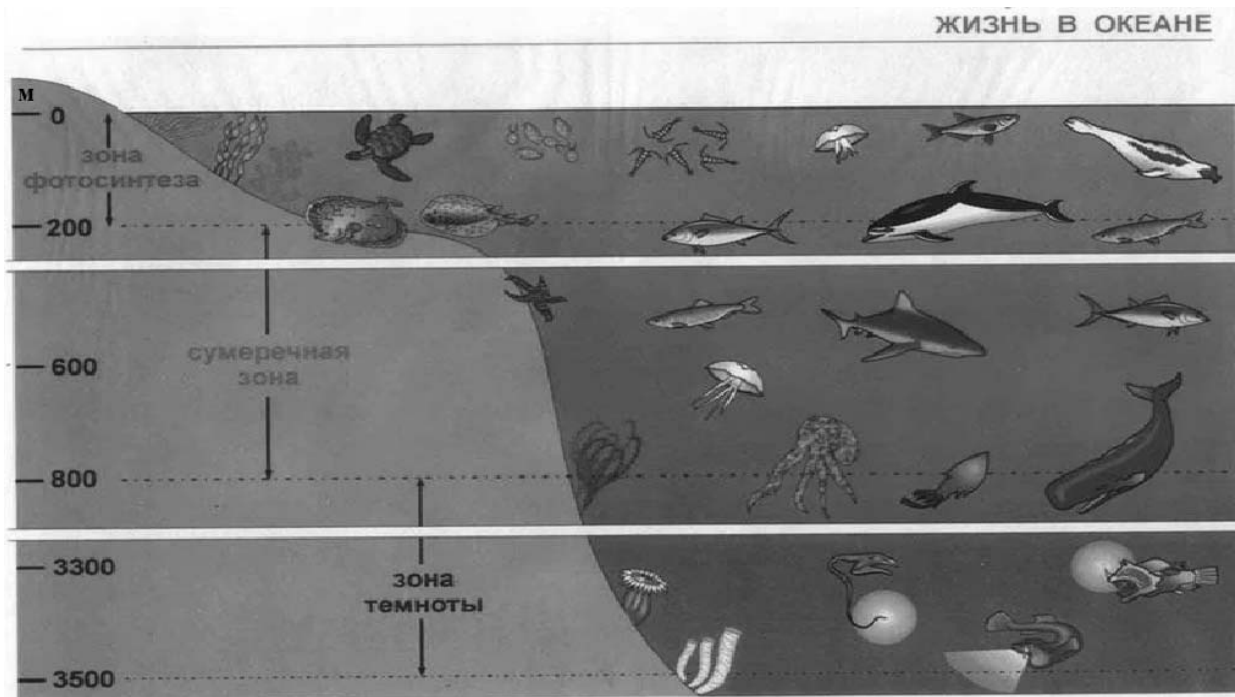 ЖИЗНЬ В ОКЕАНЕ
м
0
зона
фотосинтеза
200
сумеречная
зона
600
800
3300
зона
темноты
3500